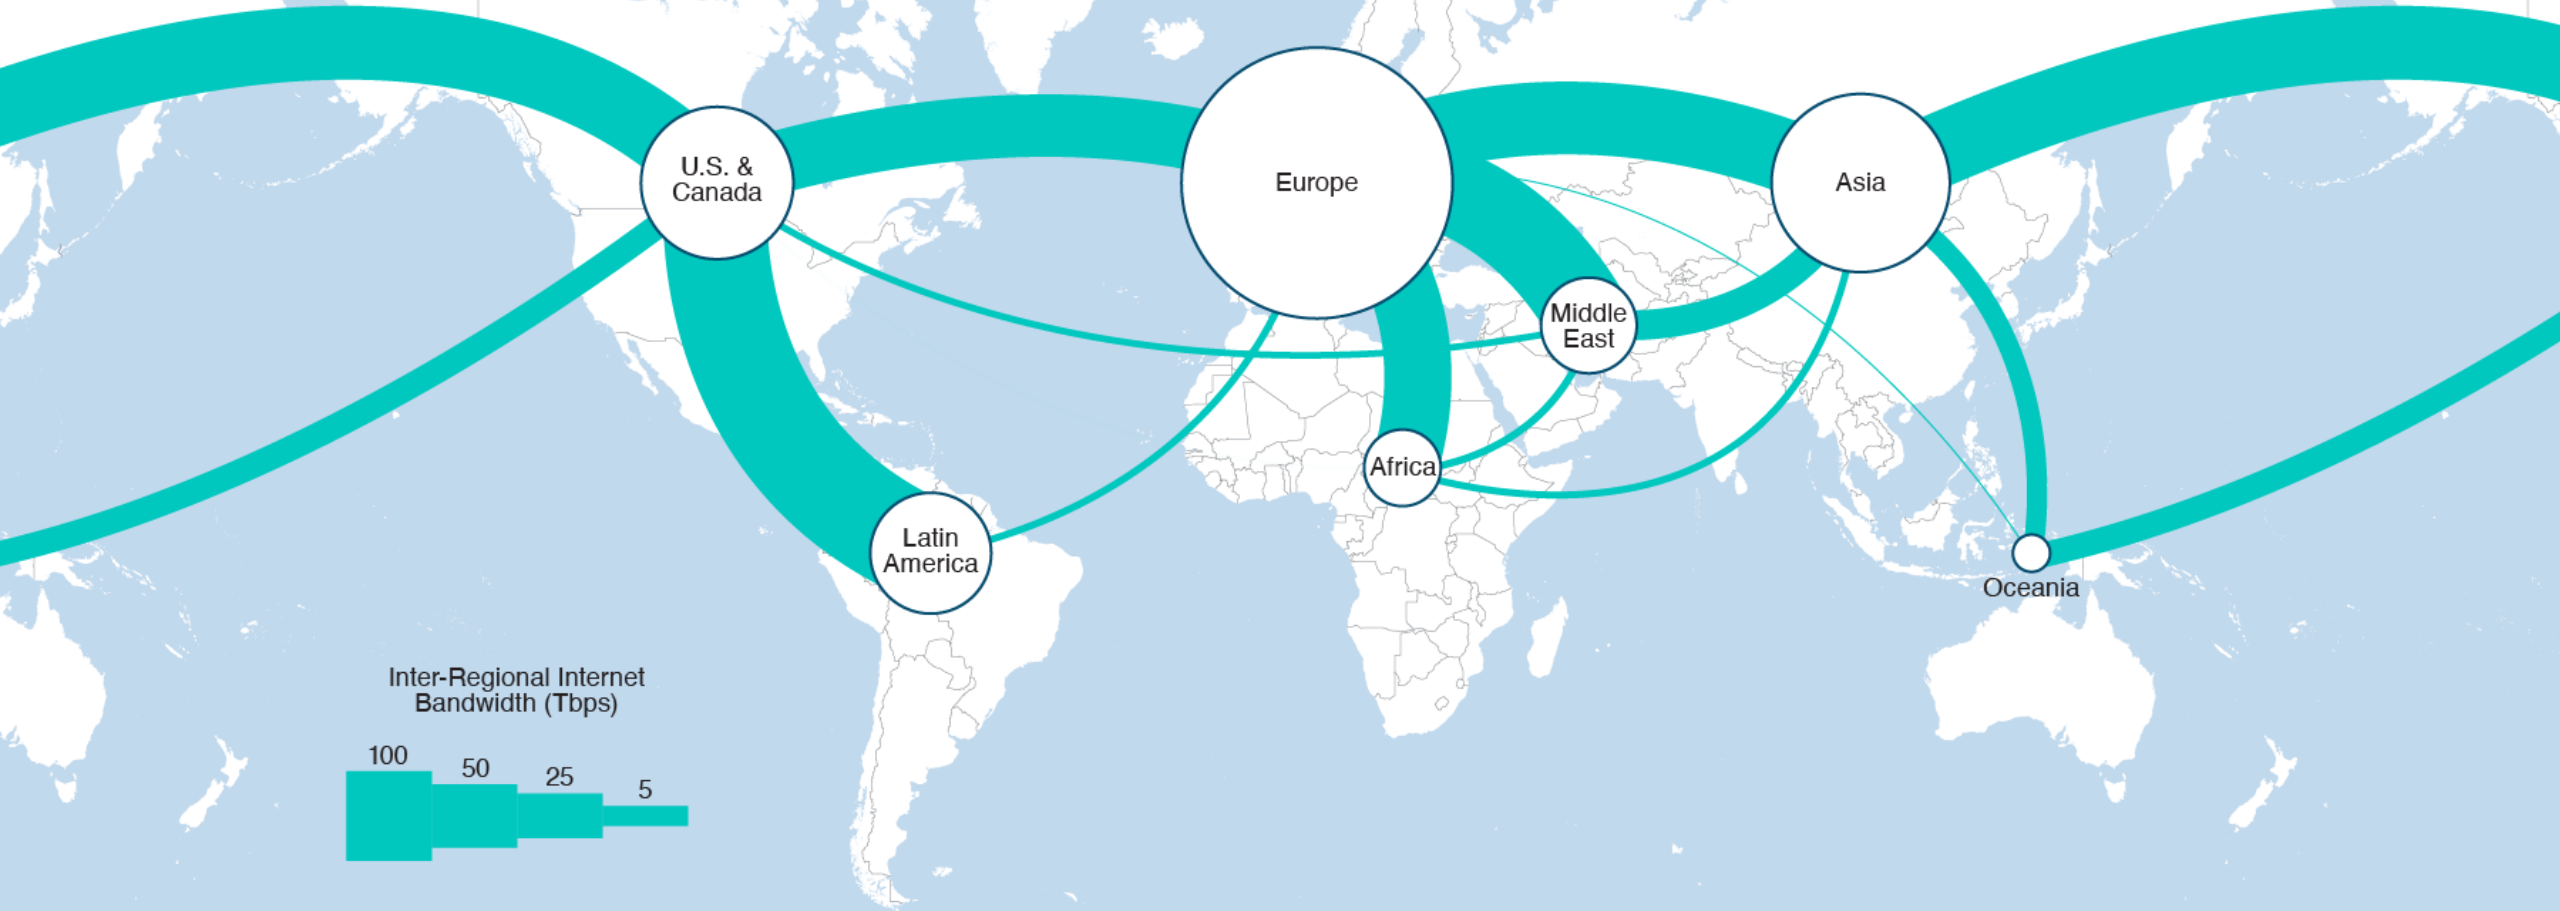 U.S. &
Canada
Europe
Asia
Middle
East
Africa
Latin
America
Oceania
Inter-Regional Internet
Bandwidth (Tbps)
100
50
25
5